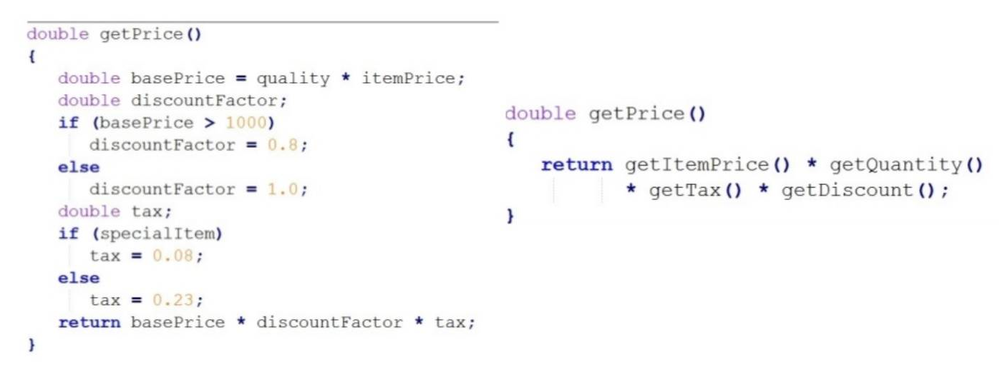 double getPrice()
{
double basePrice = quality * itemPrice;
double discountFactor;
if (basePrice > 1000)
discountFactor = 0.8;
else
discountFactor = 1.0;
double tax;
if (specialItem)
tax = 0.08;
else
tax = 0.23;
return basePrice * discountFactor * tax;
}
double getPrice()
{
return getItemPrice() * getQuantity()
* getTax() * getDiscount();
}